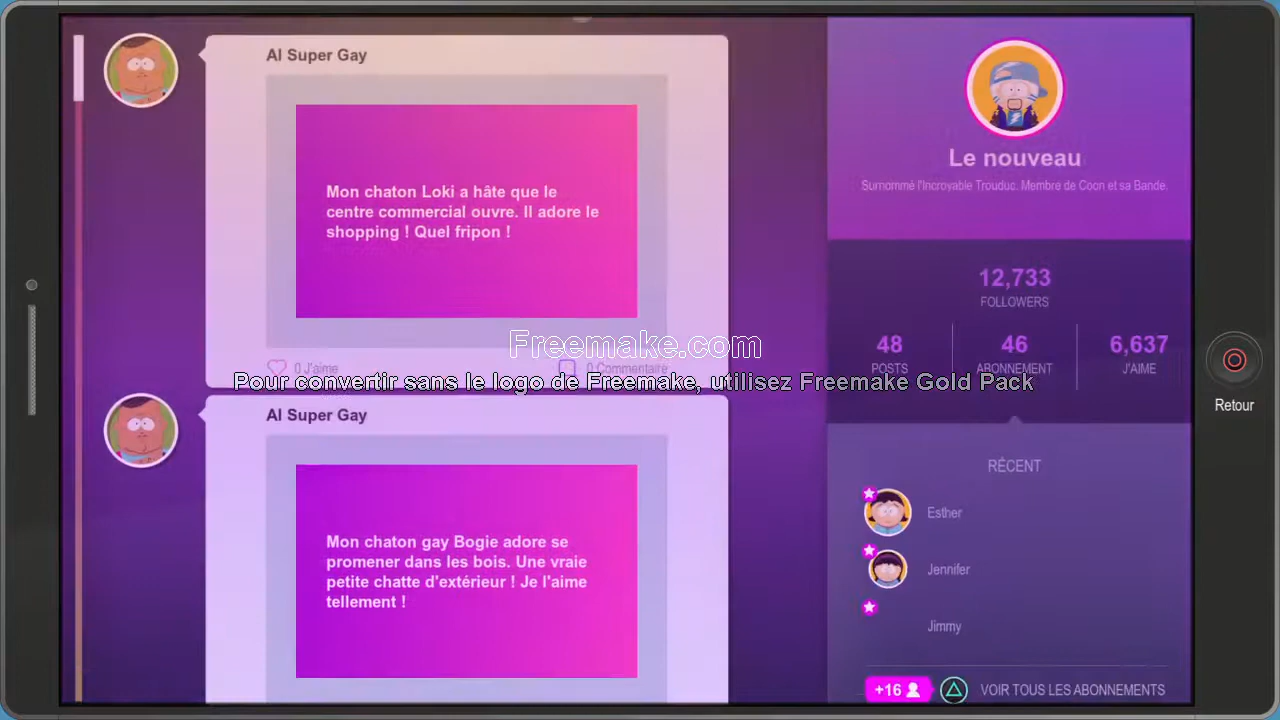 Al Super Gay
Mon chaton Loki a hâte que le
centre commercial ouvre. Il adore le
shopping ! Quel fripon !
0 J'aime
0 Commentaire
Freemake.com
Pour convertir sans le logo de Freemake, utilisez Freemake Gold Pack
Al Super Gay
Mon chaton gay Bogie adore se
promener dans les bois. Une vraie
petite chatte d'extérieur ! Je l'aime
tellement !
Le nouveau
Surnommé l'Incroyable Trouduc. Membre de Coon et sa Bande.
12,733
FOLLOWERS
48
POSTS
46
ABONNEMENT
6,637
J'AIME
RÉCENT
Esther
Jennifer
Jimmy
+16
VOIR TOUS LES ABONNEMENTS
Retour